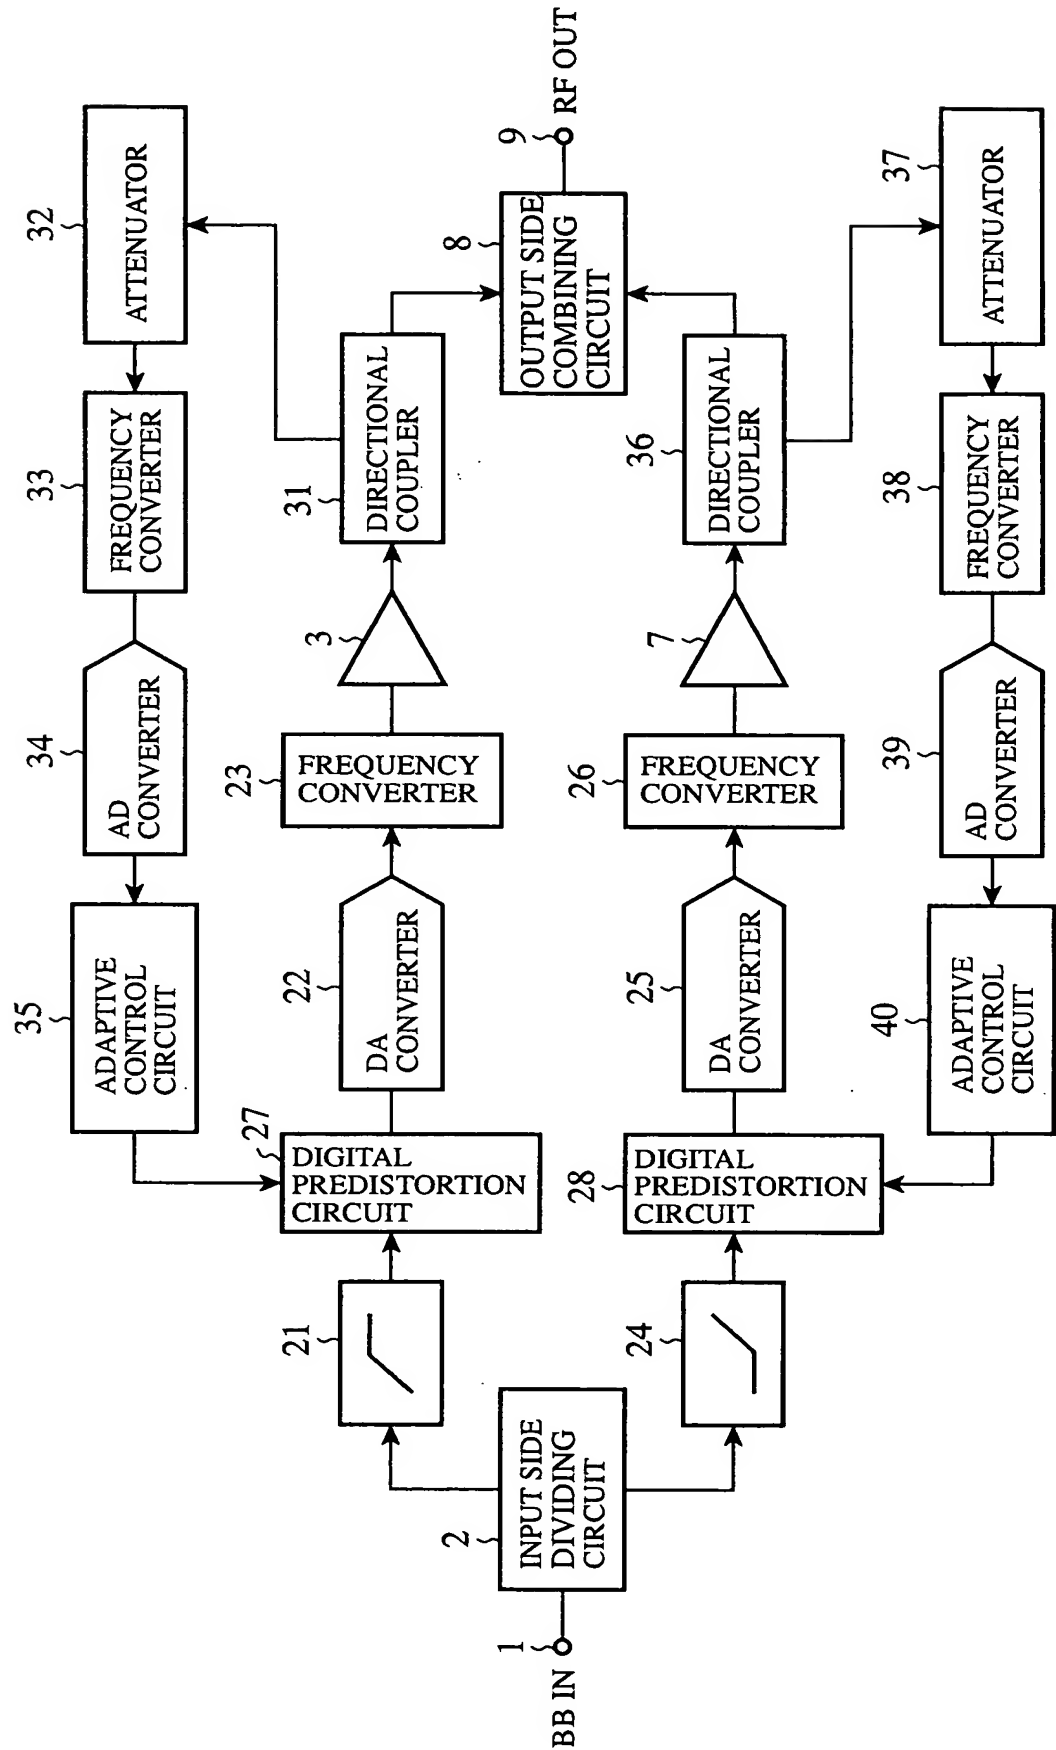 32
ATTENUATOR
33
FREQUENCY
CONVERTER
34
AD
CONVERTER
35
ADAPTIVE
CONTROL
CIRCUIT
31
DIRECTIONAL
COUPLER
3
23
FREQUENCY
CONVERTER
22
DA
CONVERTER
27
DIGITAL
PREDISTORTION
CIRCUIT
21
BB IN
1
2
INPUT SIDE
DIVIDING
CIRCUIT
8
OUTPUT SIDE
COMBINING
CIRCUIT
9
RF OUT
24
28
DIGITAL
PREDISTORTION
CIRCUIT
25
DA
CONVERTER
26
FREQUENCY
CONVERTER
7
36
DIRECTIONAL
COUPLER
40
ADAPTIVE
CONTROL
CIRCUIT
39
AD
CONVERTER
38
FREQUENCY
CONVERTER
37
ATTENUATOR